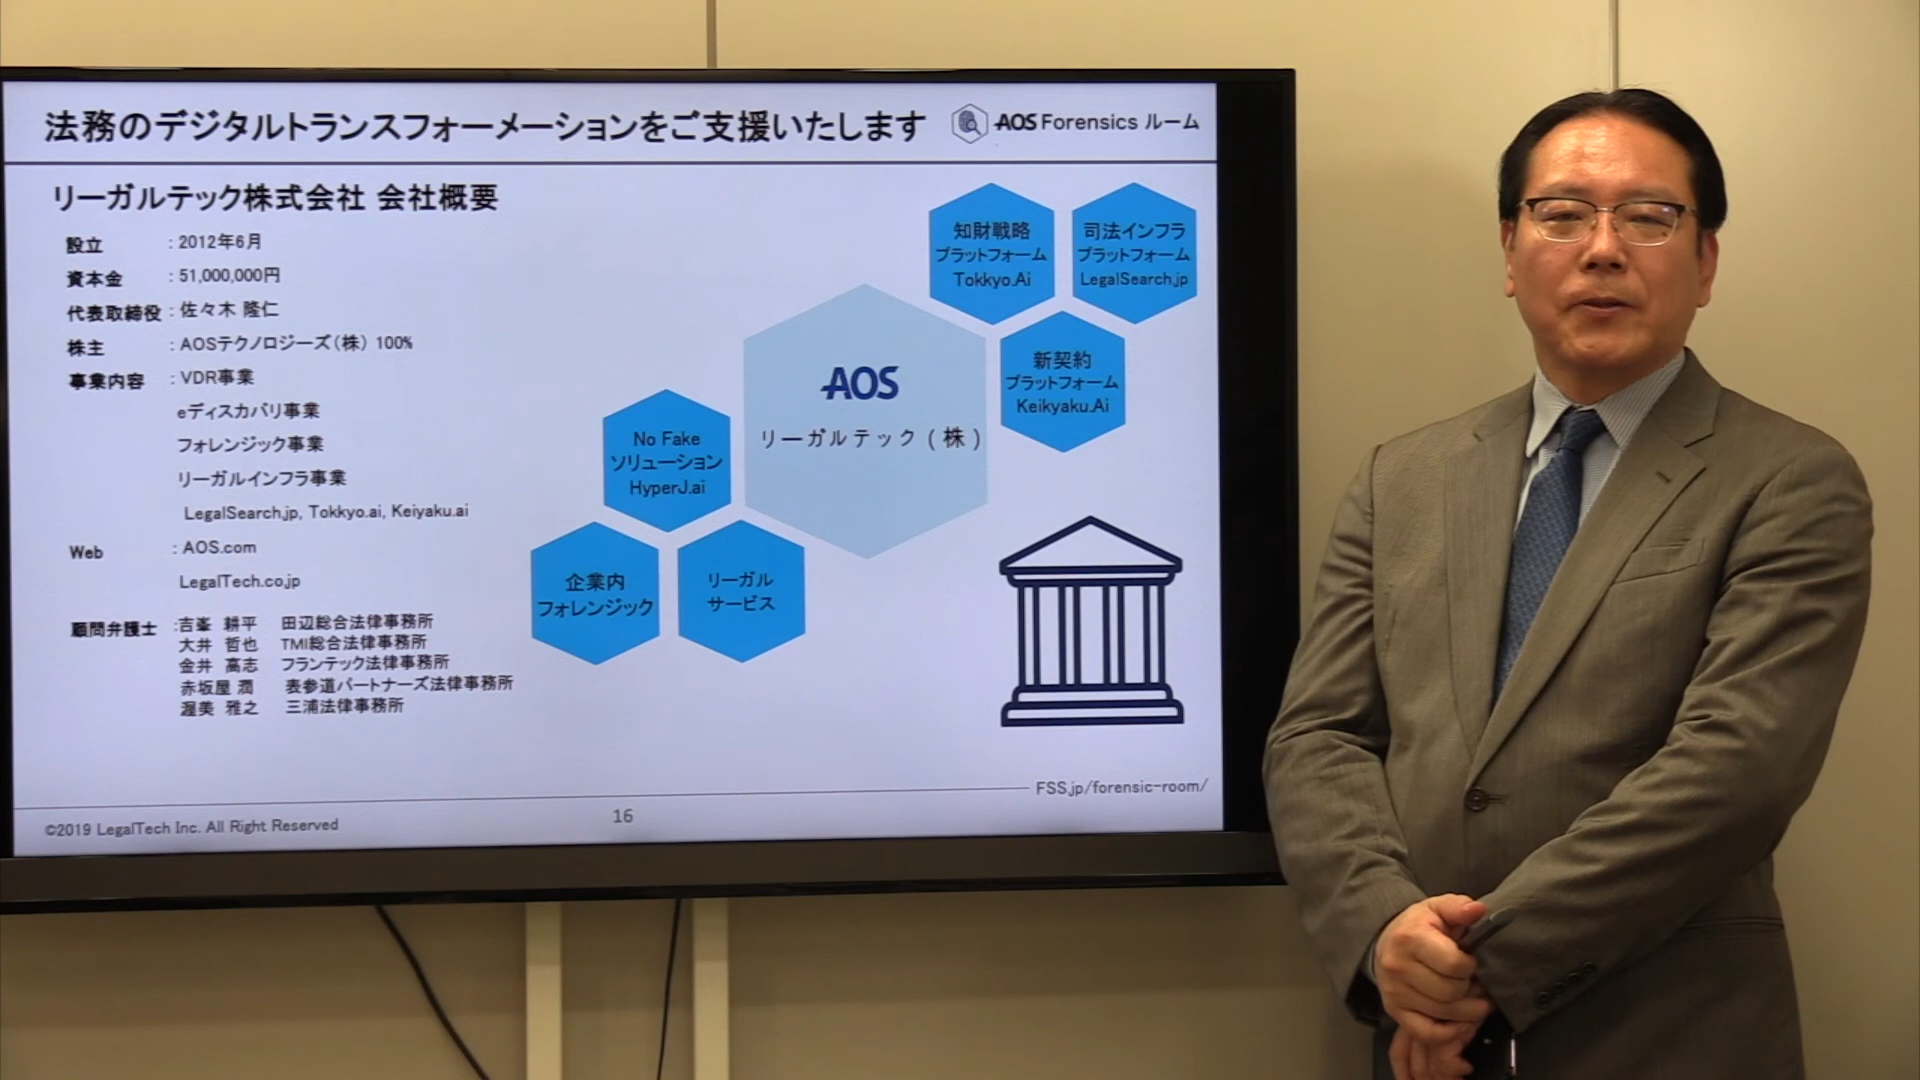 法務のデジタルトランスフォーメーションをご支援いたします
AOS Forensics ルーム
リーガルテック株式会社 会社概要
設立 : 2012年6月
資本金 : 51,000,000円
代表取締役 : 佐々木 隆仁
株主 : AOSテクノロジーズ(株) 100%
事業内容 : VDR事業
eディスカバリ事業
フォレンジック事業
リーガルインフラ事業
LegalSearch.jp, Tokkyo.ai, Keiyaku.ai
Web : AOS.com
LegalTech.co.jp
顧問弁護士 :吉峯 耕平 田辺総合法律事務所
大井 哲也 TMI総合法律事務所
金井 高志 フランテック法律事務所
赤坂屋 潤 表参道パートナーズ法律事務所
渥美 雅之 三浦法律事務所
知財戦略
プラットフォーム
Tokkyo.Ai
司法インフラ
プラットフォーム
LegalSearch.jp
新契約
プラットフォーム
Keikyaku.Ai
AOS
リーガルテック(株)
No Fake
ソリューション
HyperJ.ai
企業内
フォレンジック
リーガル
サービス
FSS.jp/forensic-room/
©2019 LegalTech Inc. All Right Reserved
16